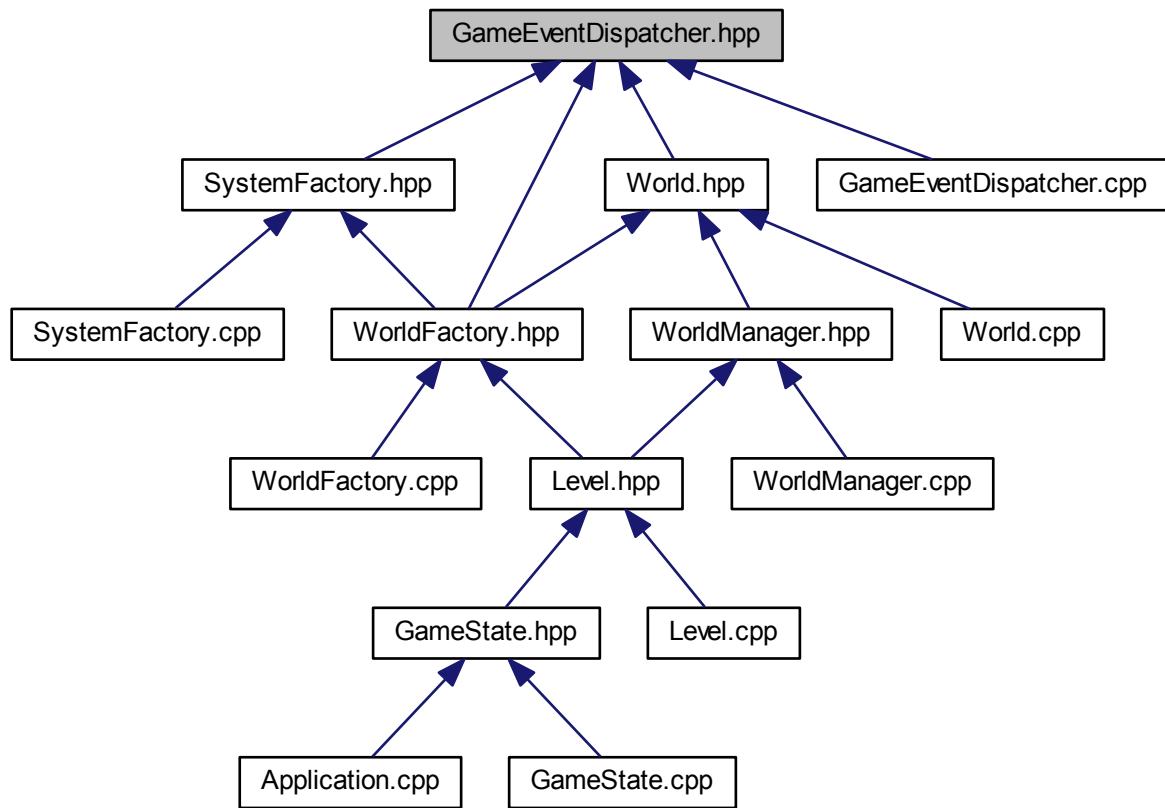 GameEventDispatcher.hpp
SystemFactory.hpp
World.hpp
GameEventDispatcher.cpp
SystemFactory.cpp
WorldFactory.hpp
WorldManager.hpp
World.cpp
WorldFactory.cpp
Level.hpp
WorldManager.cpp
GameState.hpp
Level.cpp
Application.cpp
GameState.cpp